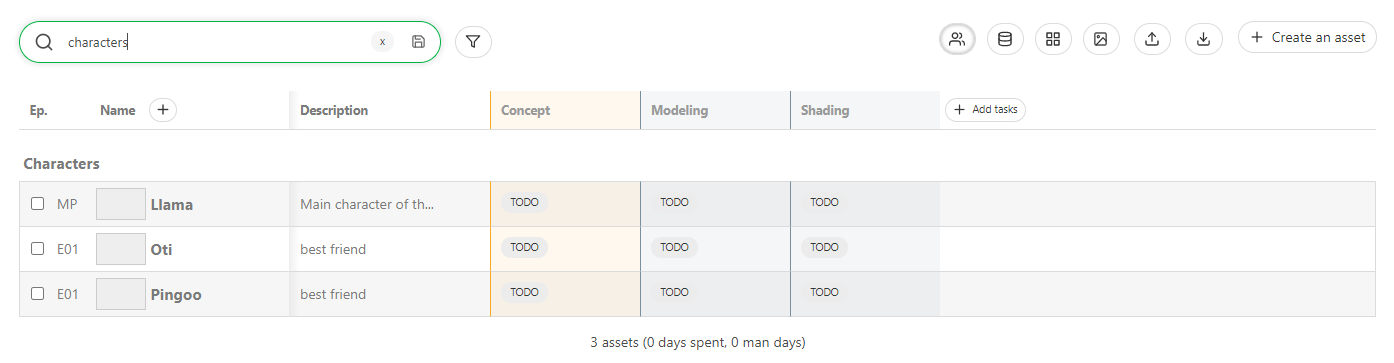 characters x Create an asset
Ep. Name Description Concept Modeling Shading Add tasks
Characters
MP Llama Main character of th... TODO TODO TODO
E01 Oti best friend TODO TODO TODO
E01 Pingoo best friend TODO TODO TODO
3 assets (0 days spent, 0 man days)